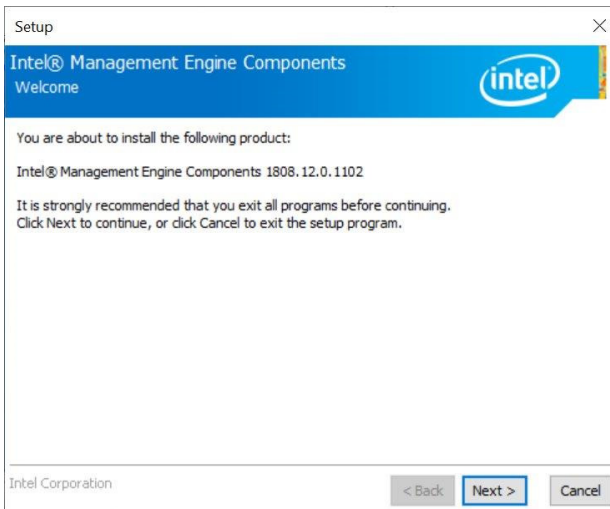 Setup
Intel® Management Engine Components
Welcome
intel
You are about to install the following product:
Intel® Management Engine Components 1808.12.0.1102
It is strongly recommended that you exit all programs before continuing.
Click Next to continue, or click Cancel to exit the setup program.
Intel Corporation
< Back Next > Cancel